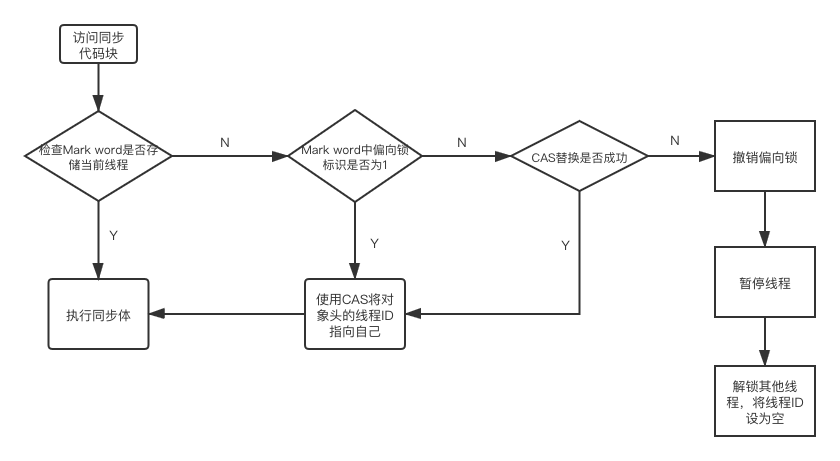 访问同步
代码块
检查Mark word是否存
储当前线程
N
Mark word中偏向锁
标识是否为1
N
CAS替换是否成功
N
撤销偏向锁
Y
Y
Y
暂停线程
执行同步体
使用CAS将对
象头的线程ID
指向自己
解锁其他线
程，将线程ID
设为空